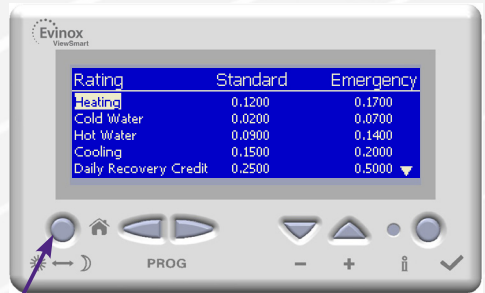 Evinox
ViewSmart
Rating Standard Emergency
Heating 0.1200 0.1700
Cold Water 0.0200 0.0700
Hot Water 0.0900 0.1400
Cooling 0.1500 0.2000
Daily Recovery Credit 0.2500 0.5000
PROG - + i